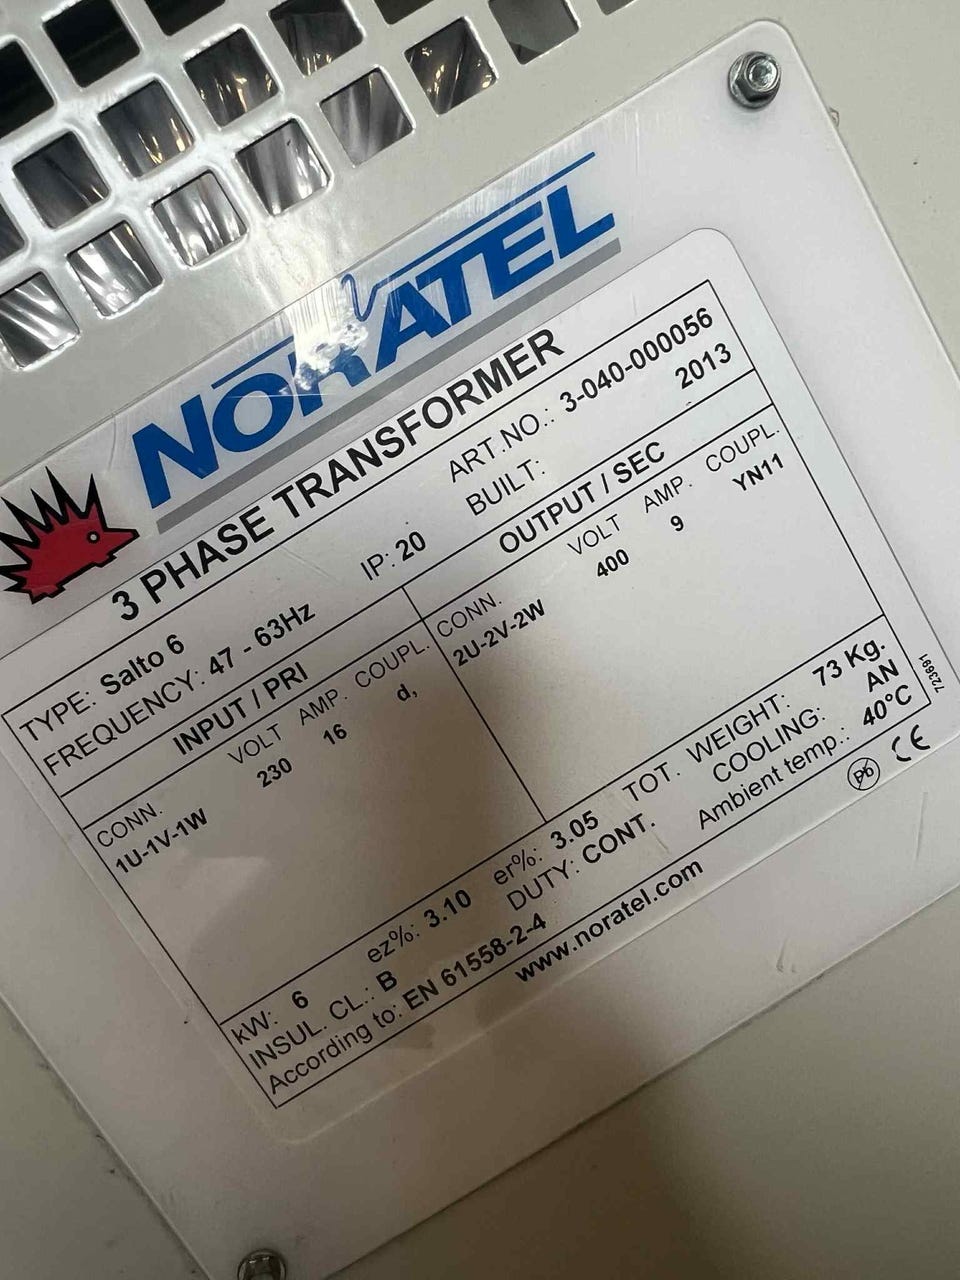 NORATEL
3 PHASE TRANSFORMER
ART.NO.: 3-040-000056
TYPE: Salto 6 IP: 20 BUILT: 2013
FREQUENCY: 47 - 63Hz
INPUT / PRI OUTPUT / SEC
CONN. VOLT AMP. COUPL. CONN. VOLT AMP. COUPL.
1U-1V-1W 230 16 d, 2U-2V-2W 400 9 YN11
kW: 6 ez%: 3.10 er%: 3.05 TOT. WEIGHT: 73 Kg.
INSUL. CL.: B DUTY: CONT. COOLING: AN
According to: EN 61558-2-4 Ambient temp.: 40°C
www.noratel.com
Pb CE
723691